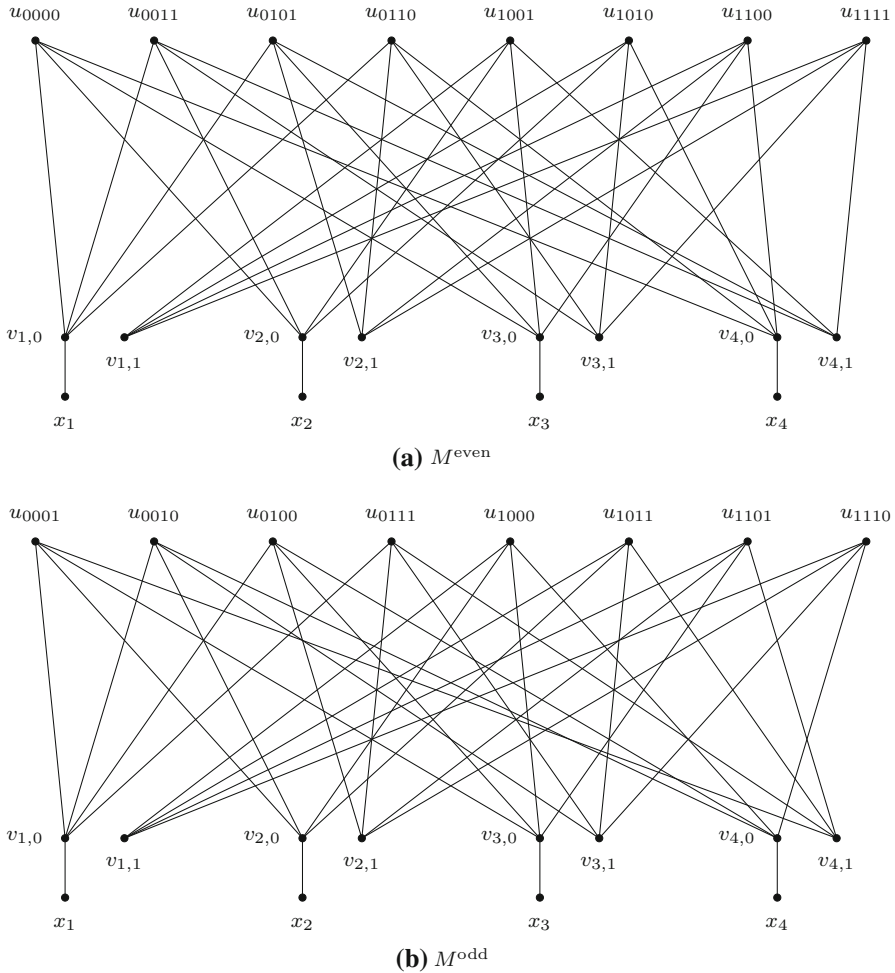 u0000 u0011 u0101 u0110 u1001 u1010 u1100 u1111
v1,0 v1,1 v2,0 v2,1 v3,0 v3,1 v4,0 v4,1
x1 x2 x3 x4
(a) M^even
u0001 u0010 u0100 u0111 u1000 u1011 u1101 u1110
v1,0 v1,1 v2,0 v2,1 v3,0 v3,1 v4,0 v4,1
x1 x2 x3 x4
(b) M^odd